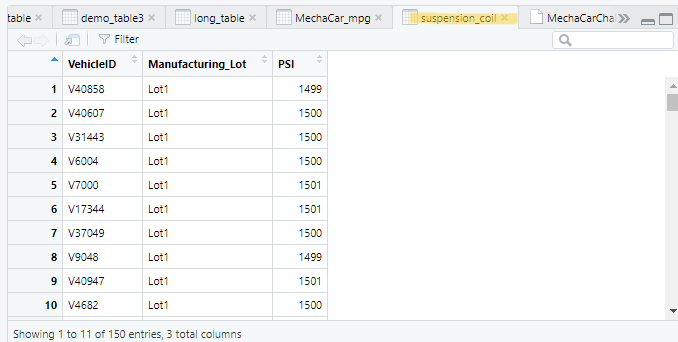 table demo_table3 long_table MechaCar_mpg suspension_coil MechaCarCha
Filter
VehicleID Manufacturing_Lot PSI
1 V40858 Lot1 1499
2 V40607 Lot1 1500
3 V31443 Lot1 1500
4 V6004 Lot1 1500
5 V7000 Lot1 1501
6 V17344 Lot1 1501
7 V37049 Lot1 1500
8 V9048 Lot1 1499
9 V40947 Lot1 1501
10 V4682 Lot1 1500
Showing 1 to 11 of 150 entries, 3 total columns